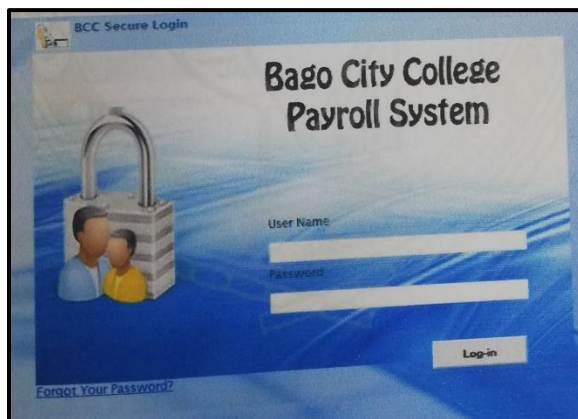 BCC Secure Login
Bago City College
Payroll System
User Name
Password
Log-in
Forgot Your Password?